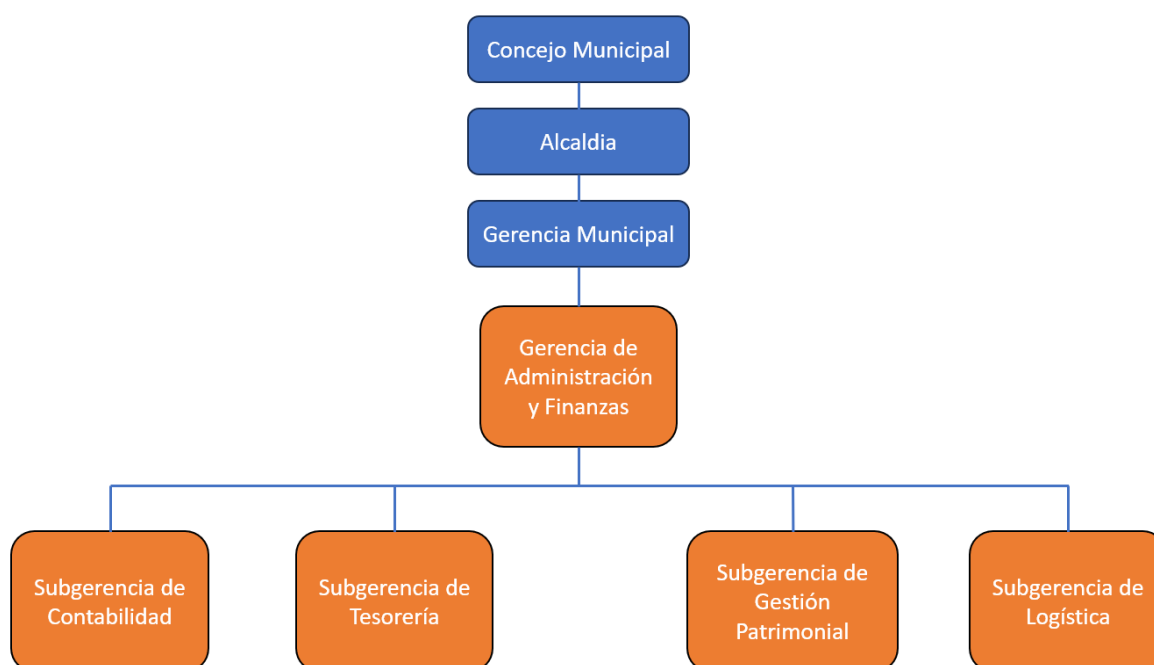 Concejo Municipal
Alcaldia
Gerencia Municipal
Gerencia de
Administración
y Finanzas
Subgerencia de
Contabilidad
Subgerencia de
Tesorería
Subgerencia de
Gestión
Patrimonial
Subgerencia de
Logística